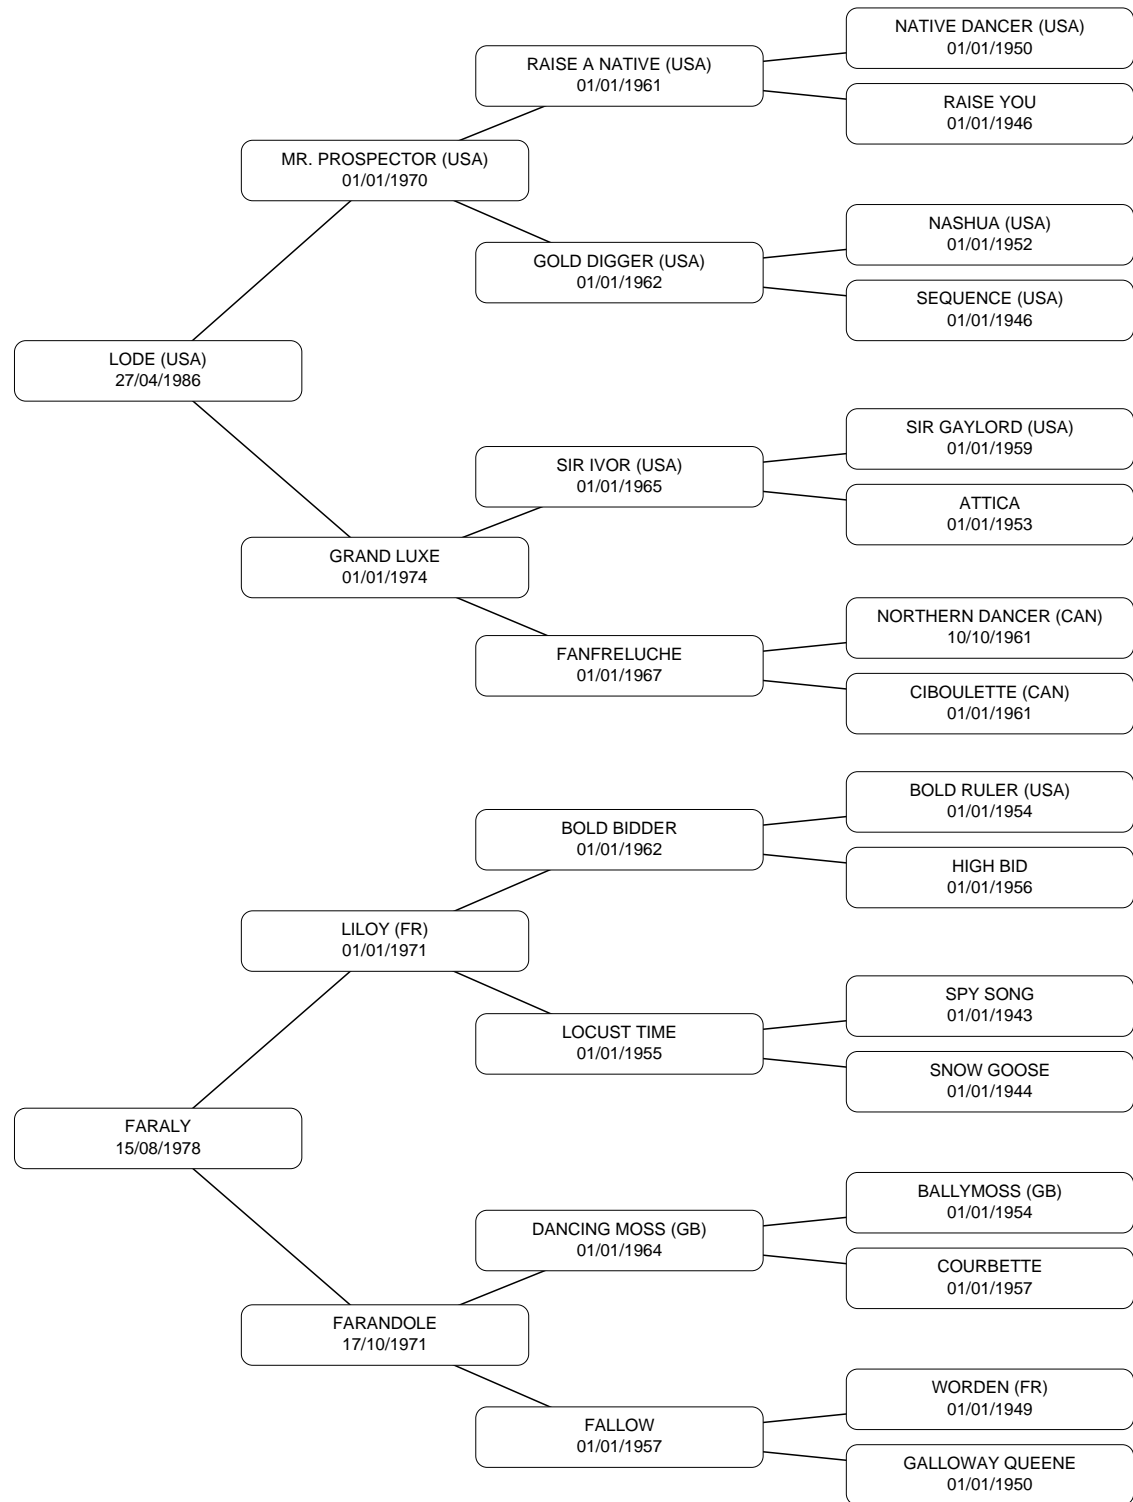 NATIVE DANCER (USA)
01/01/1950
RAISE A NATIVE (USA)
01/01/1961
RAISE YOU
01/01/1946
MR. PROSPECTOR (USA)
01/01/1970
NASHUA (USA)
01/01/1952
GOLD DIGGER (USA)
01/01/1962
SEQUENCE (USA)
01/01/1946
LODE (USA)
27/04/1986
SIR GAYLORD (USA)
01/01/1959
SIR IVOR (USA)
01/01/1965
ATTICA
01/01/1953
GRAND LUXE
01/01/1974
NORTHERN DANCER (CAN)
10/10/1961
FANFRELUCHE
01/01/1967
CIBOULETTE (CAN)
01/01/1961
BOLD RULER (USA)
01/01/1954
BOLD BIDDER
01/01/1962
HIGH BID
01/01/1956
LILOY (FR)
01/01/1971
SPY SONG
01/01/1943
LOCUST TIME
01/01/1955
SNOW GOOSE
01/01/1944
FARALY
15/08/1978
BALLYMOSS (GB)
01/01/1954
DANCING MOSS (GB)
01/01/1964
COURBETTE
01/01/1957
FARANDOLE
17/10/1971
WORDEN (FR)
01/01/1949
FALLOW
01/01/1957
GALLOWAY QUEENE
01/01/1950